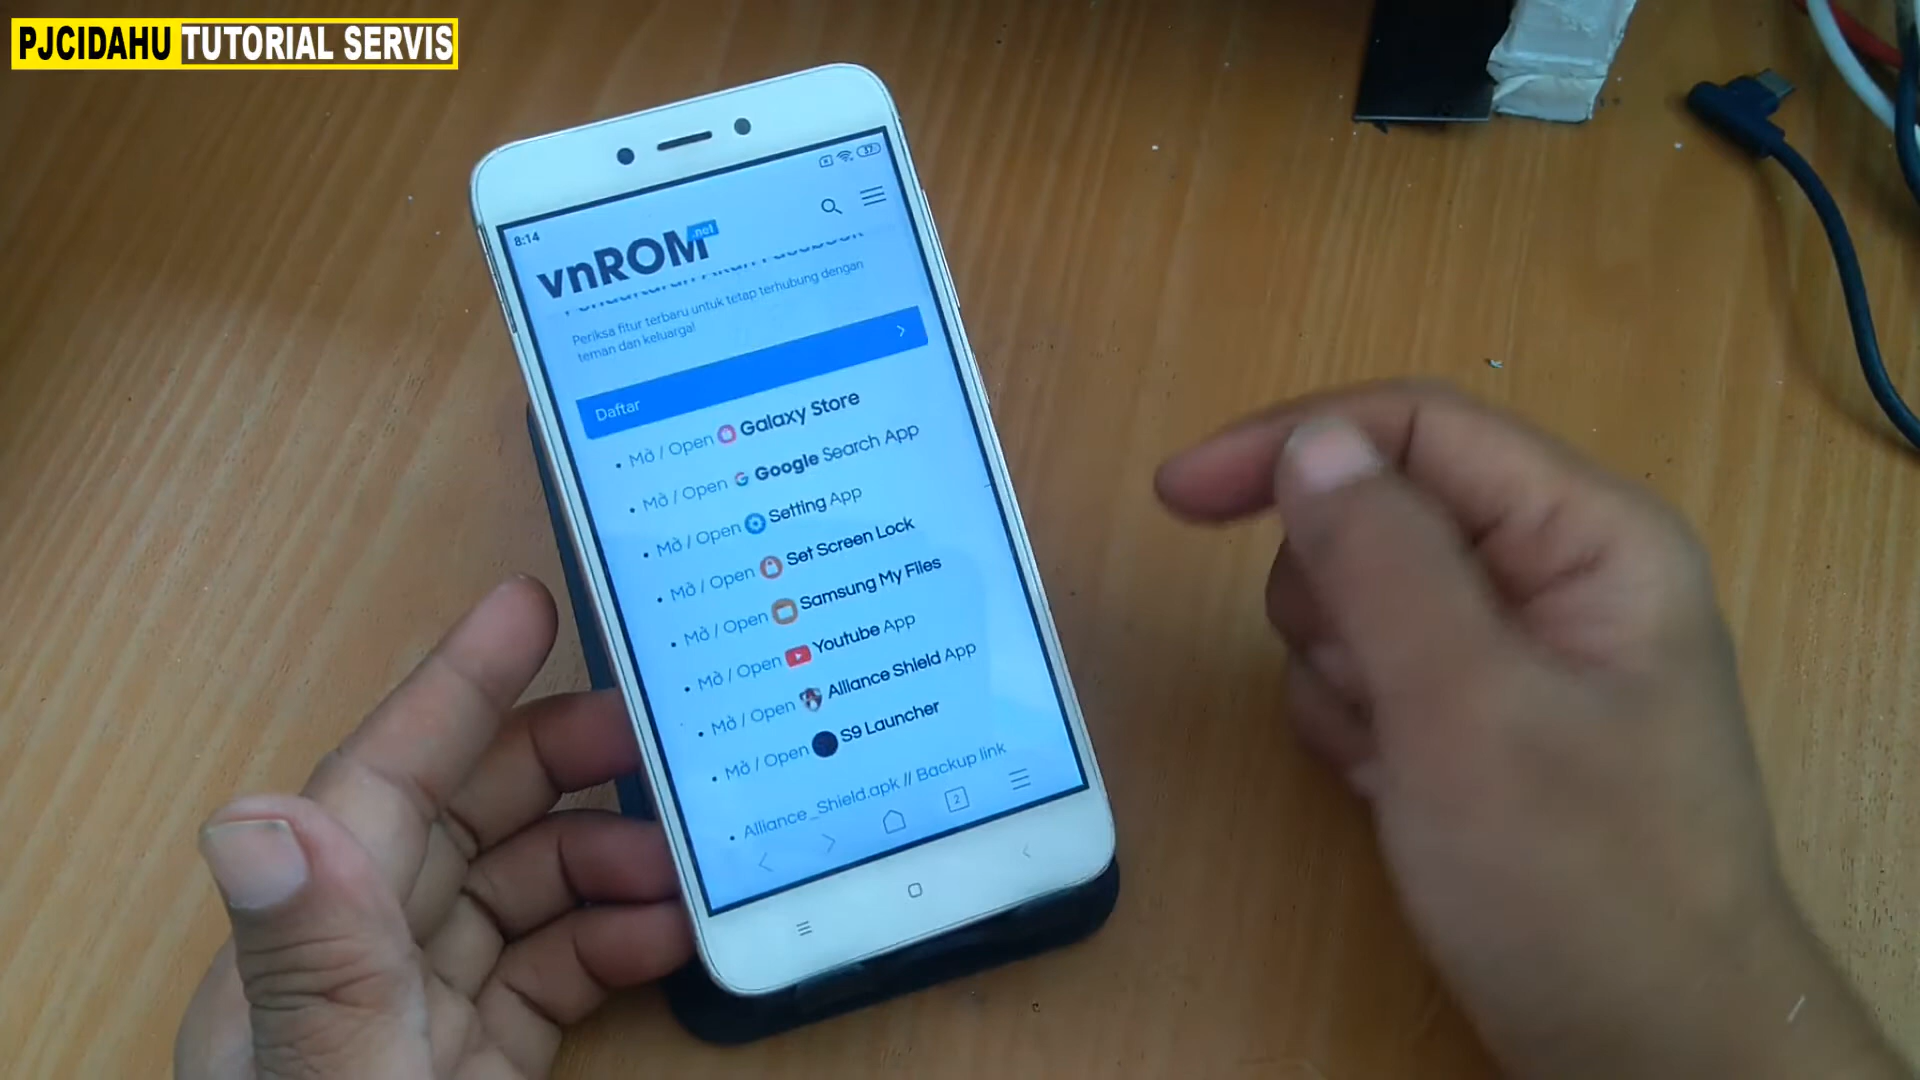 PJCIDAHU TUTORIAL SERVIS
37
8:14
vnROM.net
Periksa fitur terbaru untuk tetap terhubung dengan
teman dan keluarga!
Daftar
• Mở / Open Galaxy Store
• Mở / Open Google Search App
• Mở / Open Setting App
• Mở / Open Set Screen Lock
• Mở / Open Samsung My Files
• Mở / Open Youtube App
• Mở / Open Alliance Shield App
• Mở / Open S9 Launcher
• Alliance_Shield.apk // Backup link
2